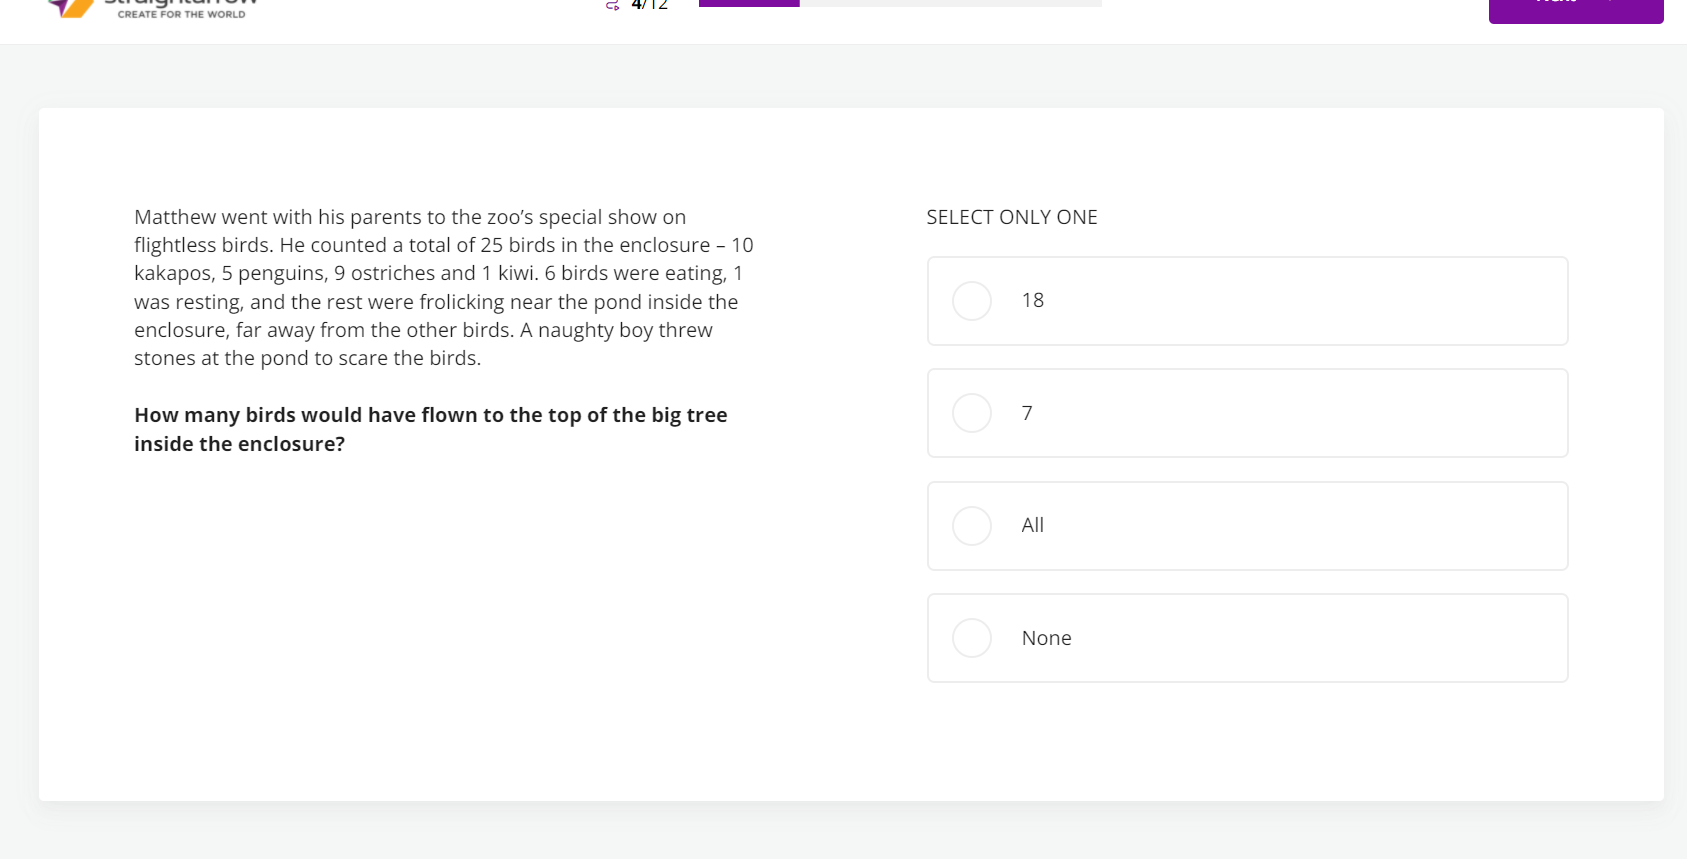 CREATE FOR THE WORLD
4/12
Matthew went with his parents to the zoo’s special show on
flightless birds. He counted a total of 25 birds in the enclosure – 10
kakapos, 5 penguins, 9 ostriches and 1 kiwi. 6 birds were eating, 1
was resting, and the rest were frolicking near the pond inside the
enclosure, far away from the other birds. A naughty boy threw
stones at the pond to scare the birds.
How many birds would have flown to the top of the big tree
inside the enclosure?
SELECT ONLY ONE
18
7
All
None